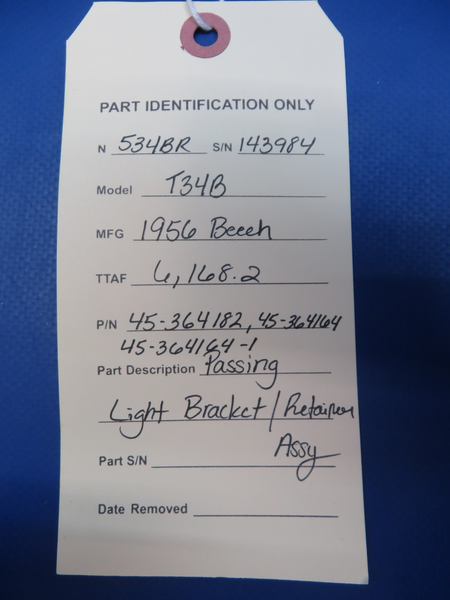 PART IDENTIFICATION ONLY
N 534BR S/N 143984
Model T34B
MFG 1956 Beech
TTAF 6,168.2
P/N 45-364182, 45-364164
45-364164-1
Part Description Passing
Light Bracket/Retainer
Assy
Part S/N
Date Removed